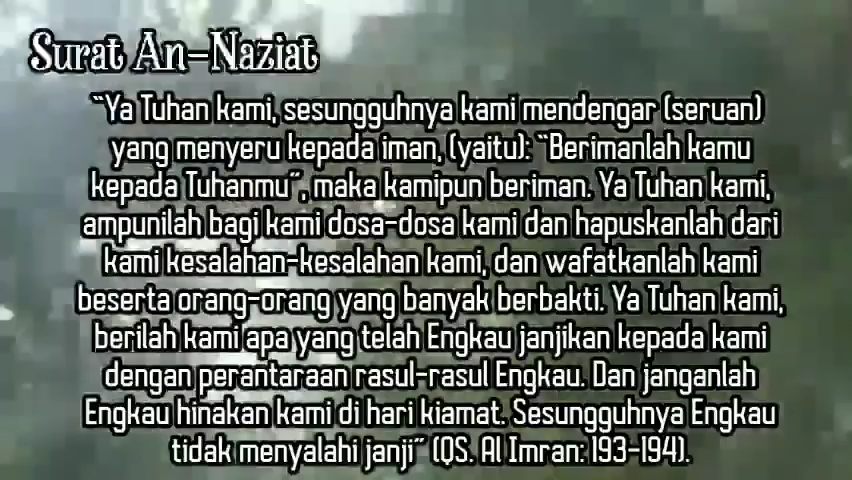 Surat An-Naziat
"Ya Tuhan kami, sesungguhnya kami mendengar (seruan)
yang menyeru kepada iman, (yaitu): "Berimanlah kamu
kepada Tuhanmu", maka kamipun beriman. Ya Tuhan kami,
ampunilah bagi kami dosa-dosa kami dan hapuskanlah dari
kami kesalahan-kesalahan kami, dan wafatkanlah kami
beserta orang-orang yang banyak berbakti. Ya Tuhan kami,
berilah kami apa yang telah Engkau janjikan kepada kami
dengan perantaraan rasul-rasul Engkau. Dan janganlah
Engkau hinakan kami di hari kiamat. Sesungguhnya Engkau
tidak menyalahi janji" (QS. Al Imran: 193-194).